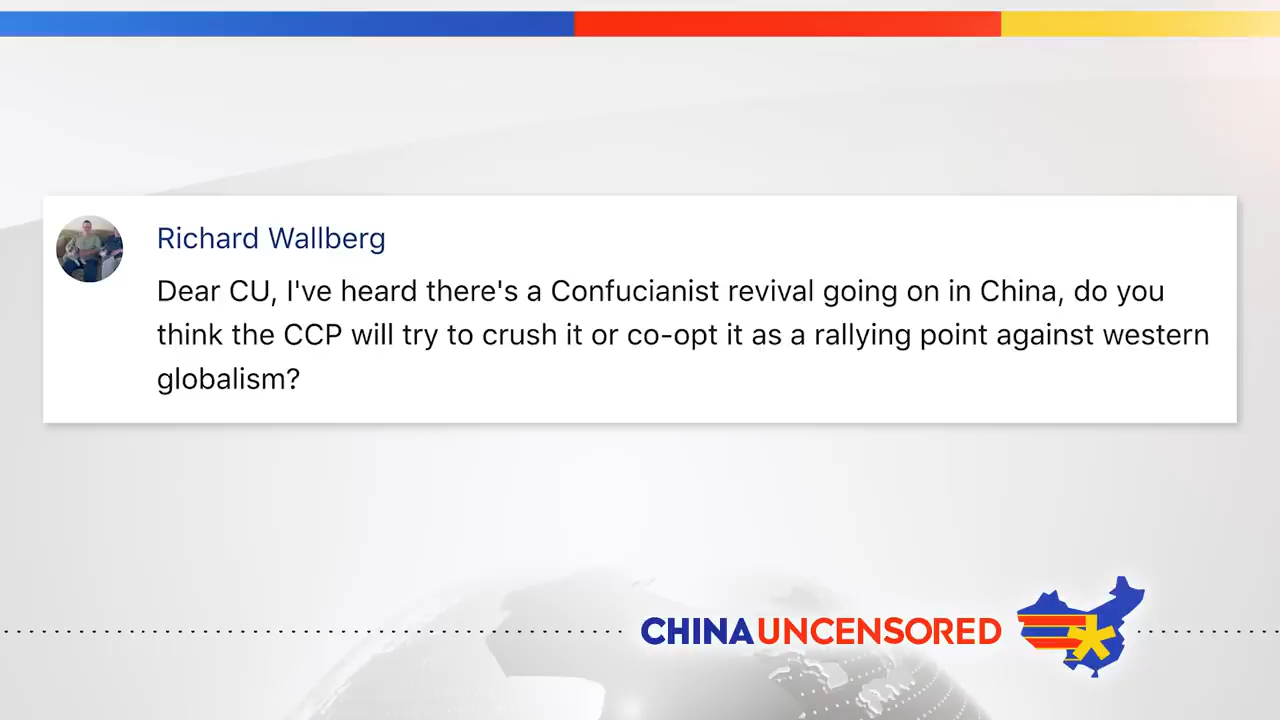 Richard Wallberg
Dear CU, I've heard there's a Confucianist revival going on in China, do you
think the CCP will try to crush it or co-opt it as a rallying point against western
globalism?
CHINAUNCENSORED